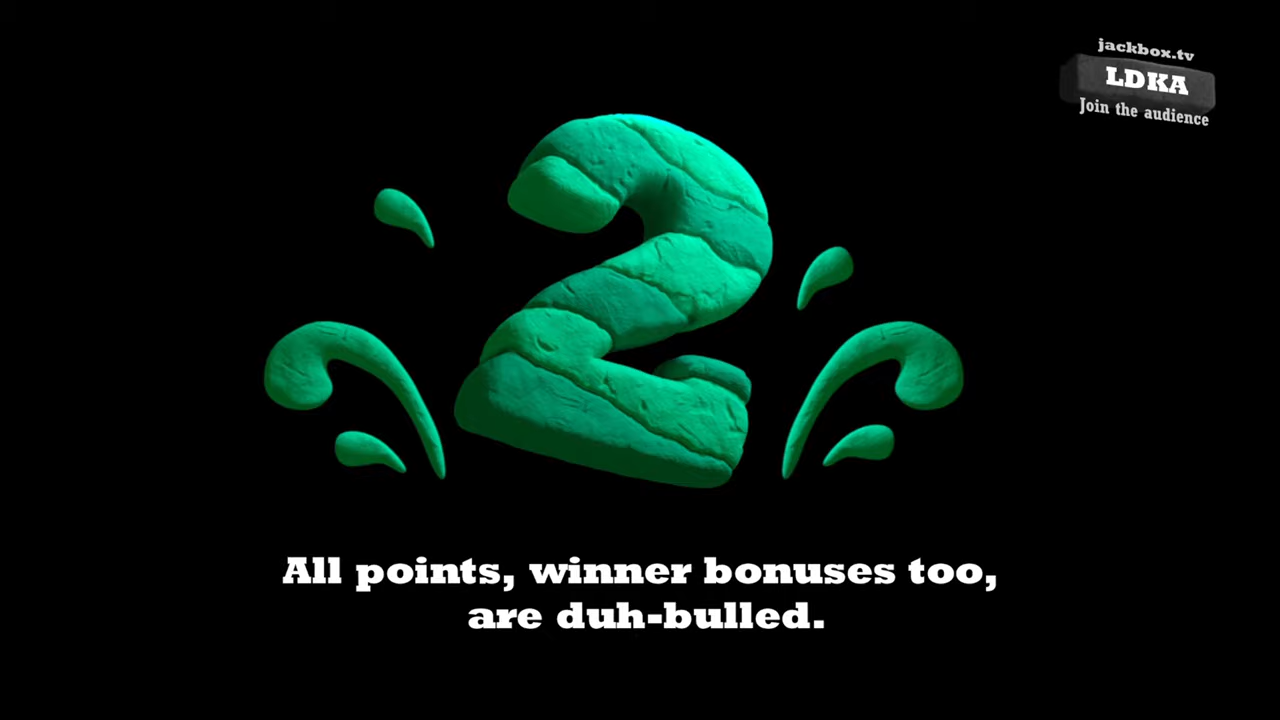 jackbox.tv
LDKA
Join the audience
2
All points, winner bonuses too,
are duh-bulled.